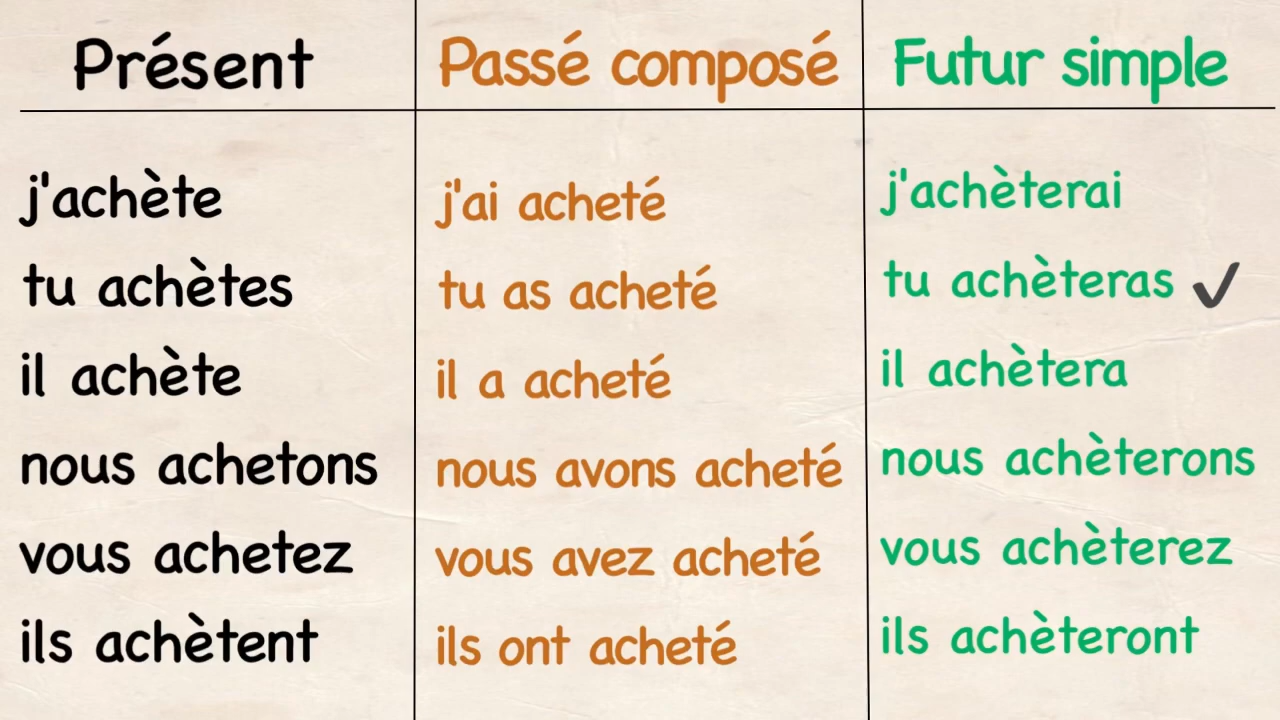 Présent Passé composé Futur simple
j'achète j'ai acheté j'achèterai
tu achètes tu as acheté tu achèteras ✓
il achète il a acheté il achètera
nous achetons nous avons acheté nous achèterons
vous achetez vous avez acheté vous achèterez
ils achètent ils ont acheté ils achèteront